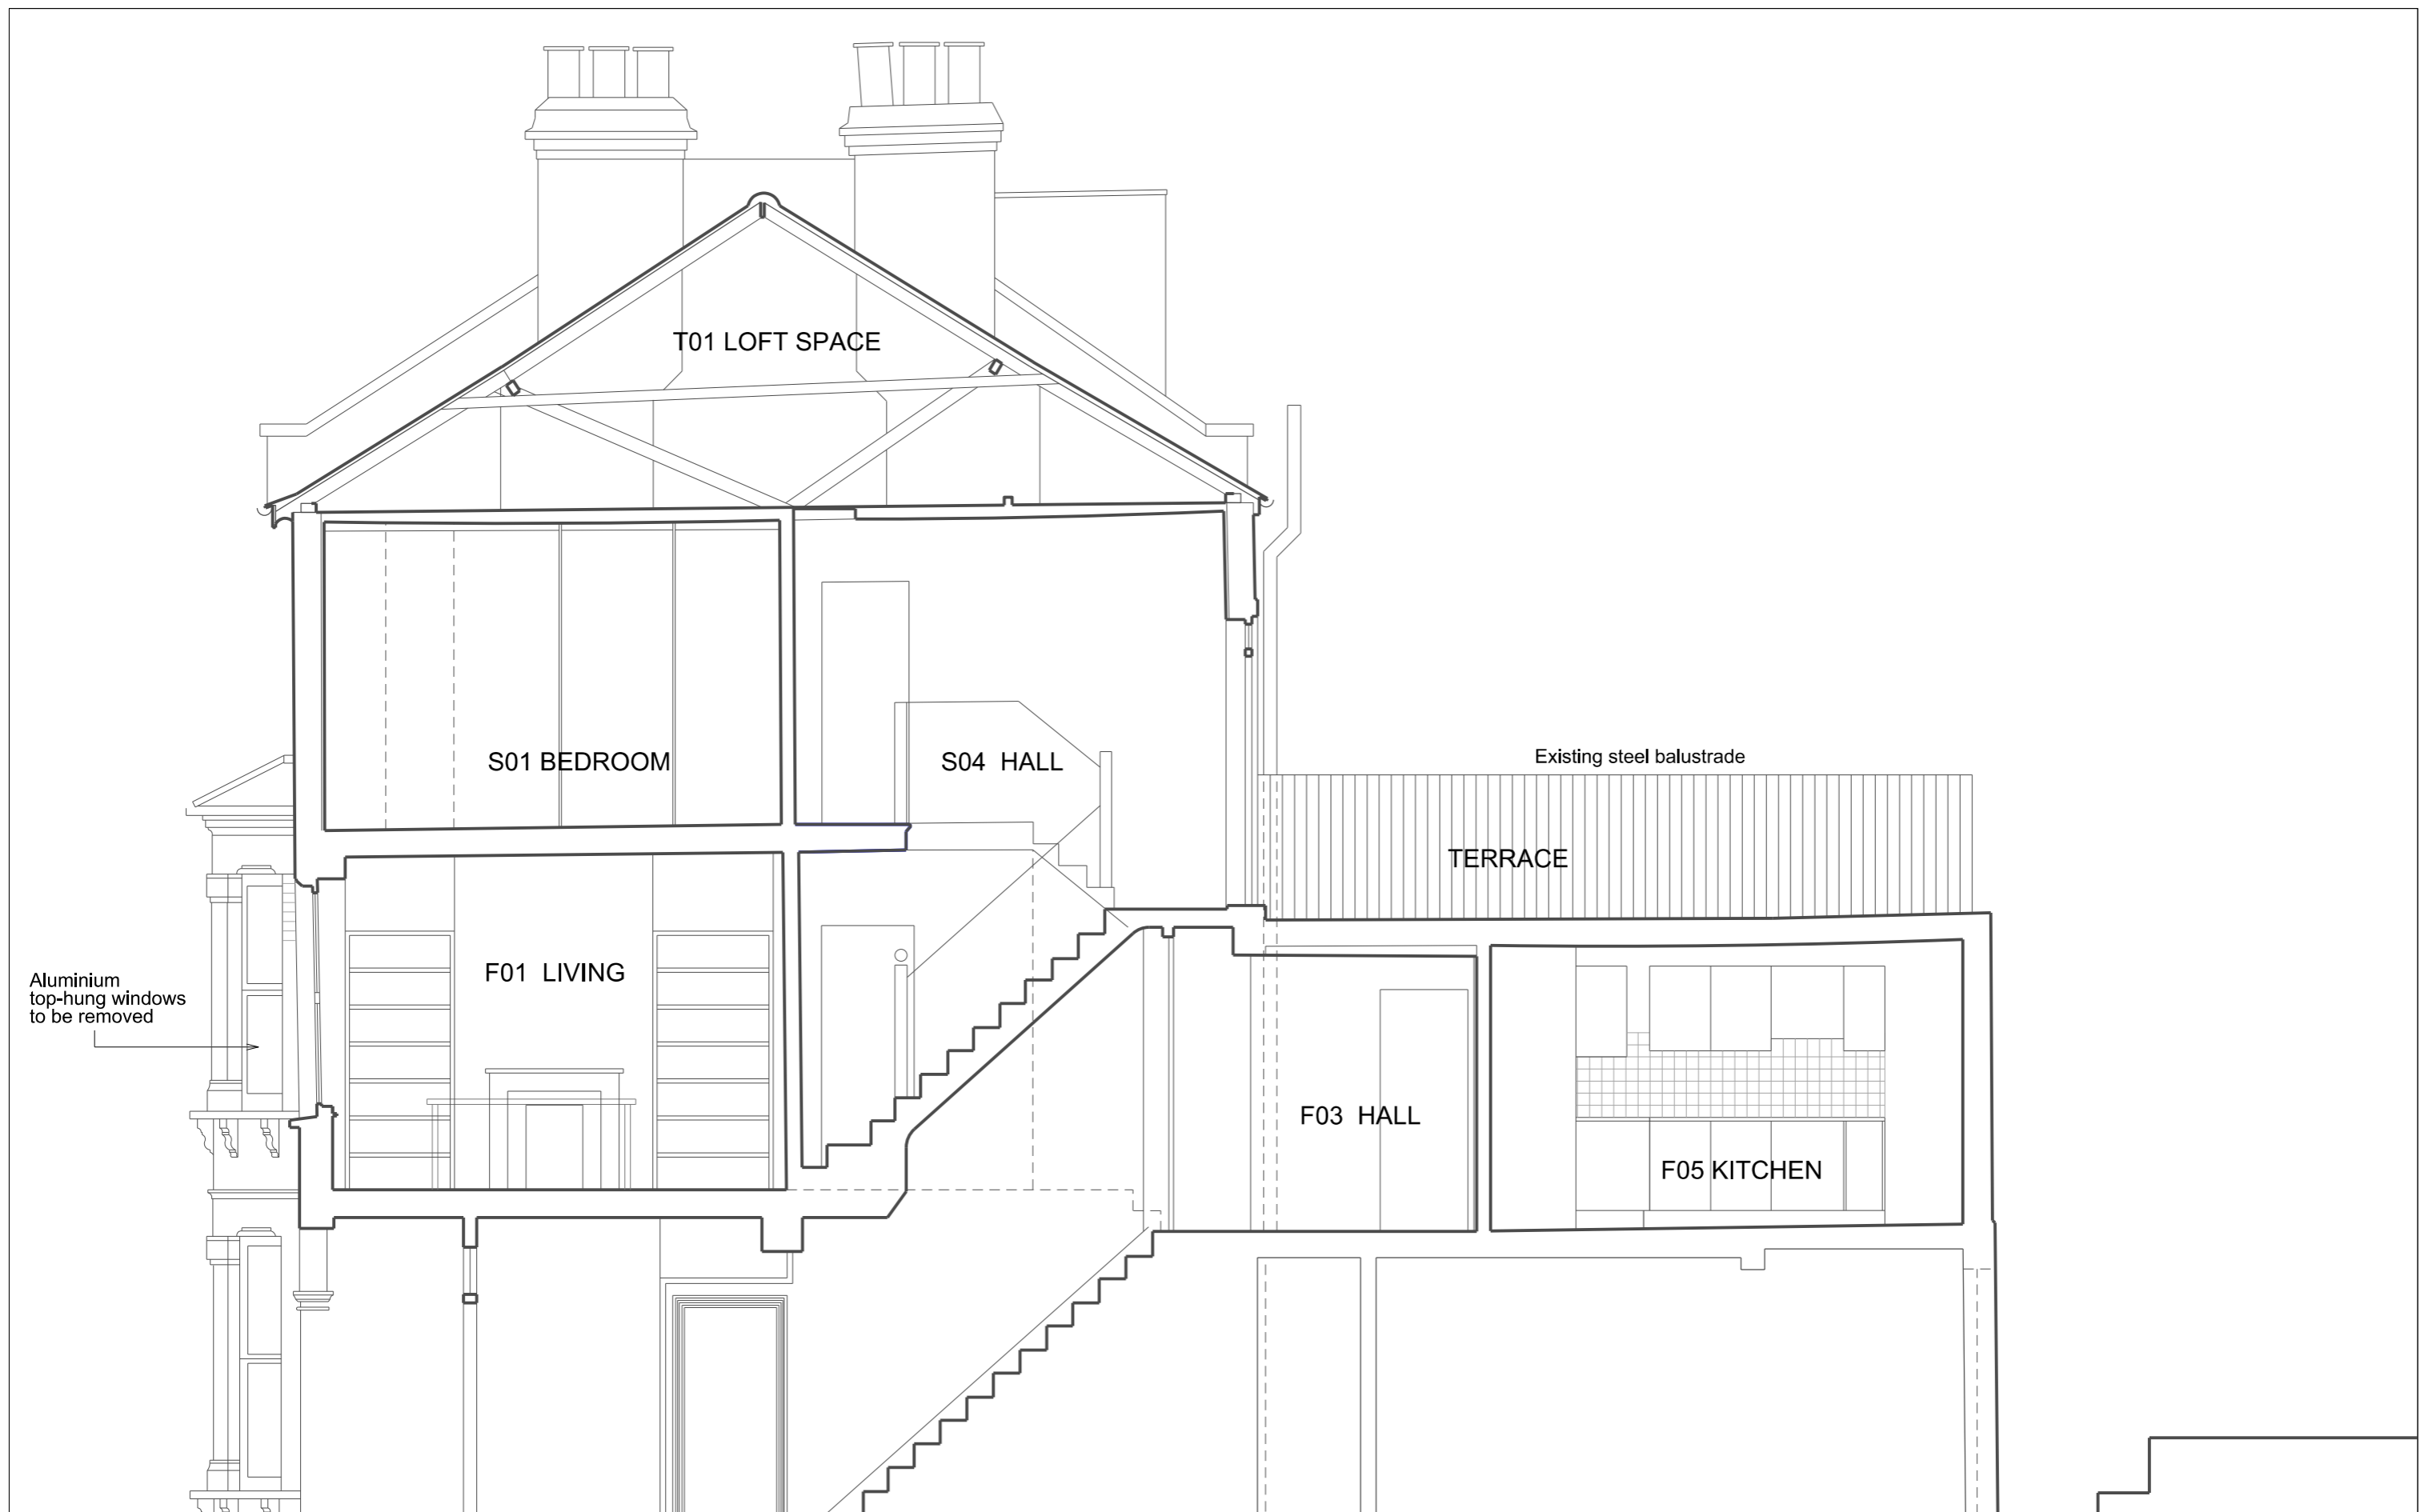 T01 LOFT SPACE
S01 BEDROOM
S04 HALL
Existing steel balustrade
TERRACE
F01 LIVING
Aluminium
top-hung windows
to be removed
F03 HALL
F05 KITCHEN